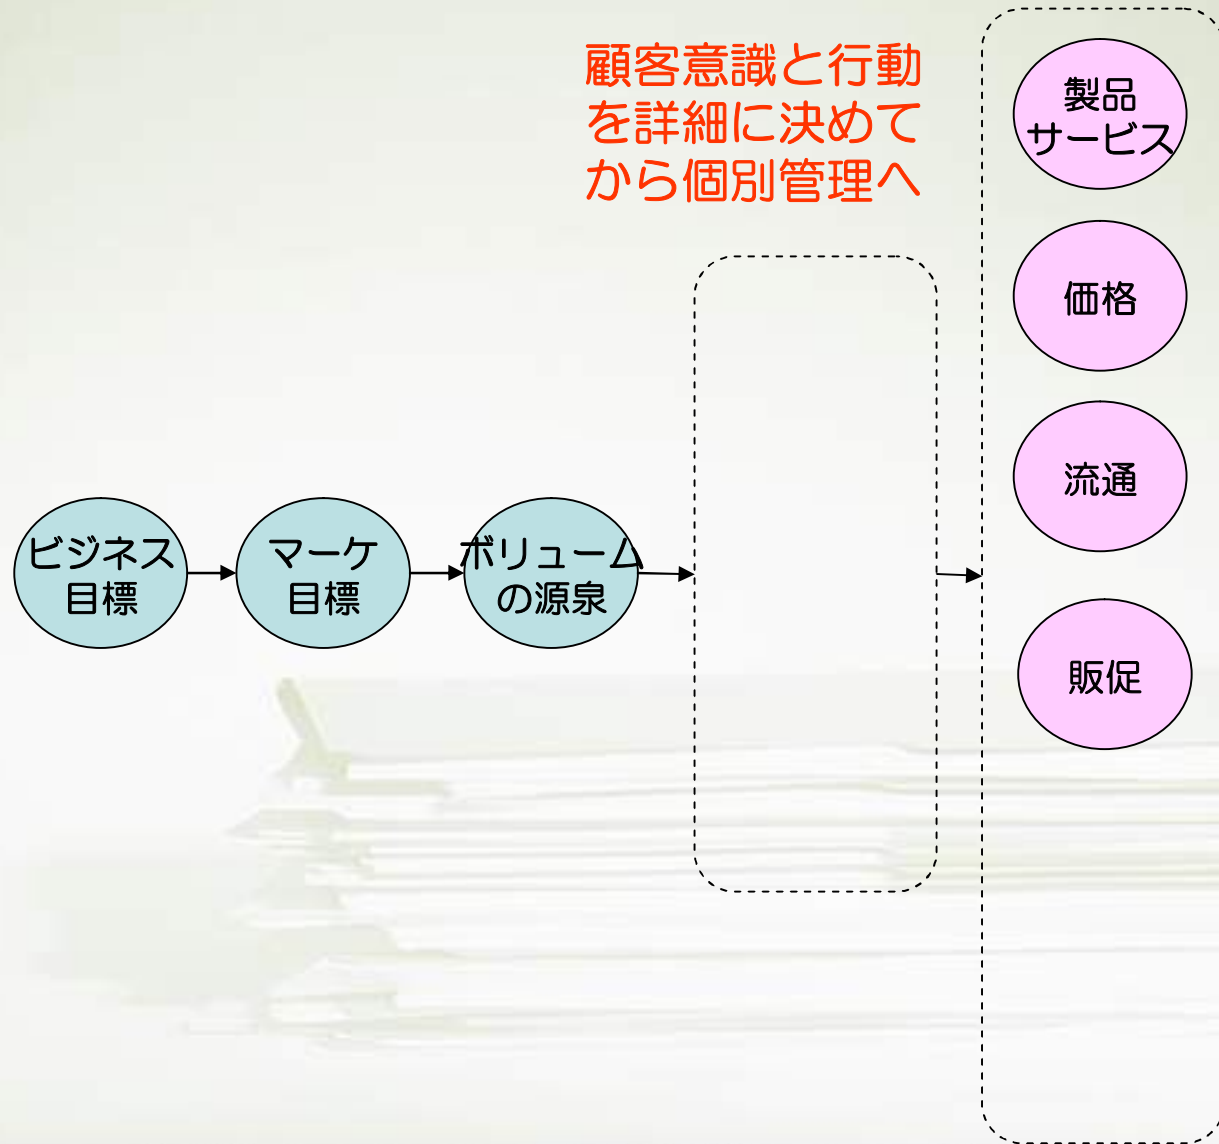 顧客意識と行動
を詳細に決めて
から個別管理へ
製品
サービス
価格
流通
ビジネス
目標
マーケ
目標
ボリューム
の源泉
販促